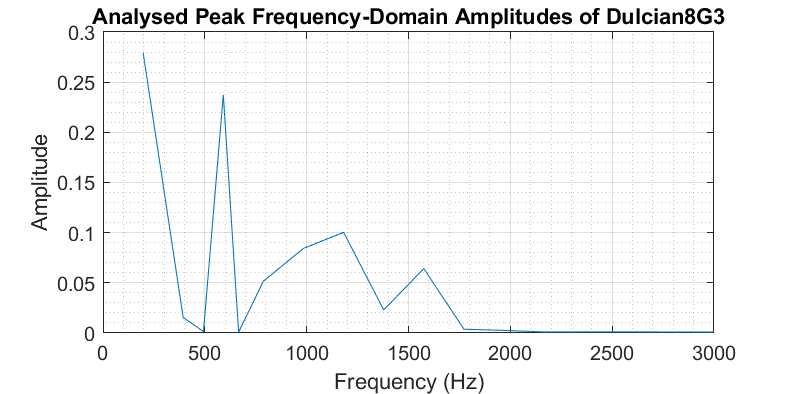 Analysed Peak Frequency-Domain Amplitudes of Dulcian8G3
0.3
0.25
0.2
0.15
0.1
0.05
0
Amplitude
0 500 1000 1500 2000 2500 3000
Frequency (Hz)